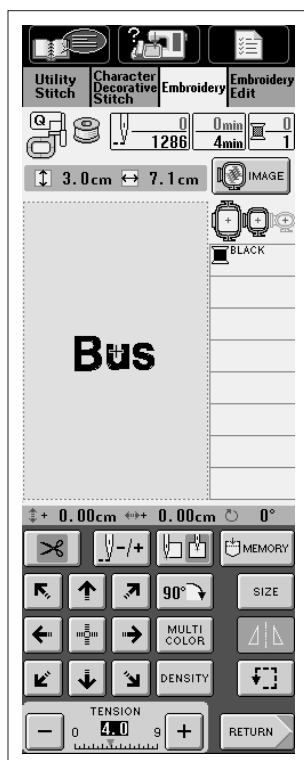 ?
Utility Stitch
Character Decorative Stitch
Embroidery
Embroidery Edit
Q
0
1286
0min
4min
0
1
3.0cm 7.1cm
IMAGE
BLACK
Bus
+ 0.00cm + 0.00cm 0°
-/+
MEMORY
90°
SIZE
MULTI COLOR
DENSITY
TENSION
- 0 4.0 9 +
RETURN